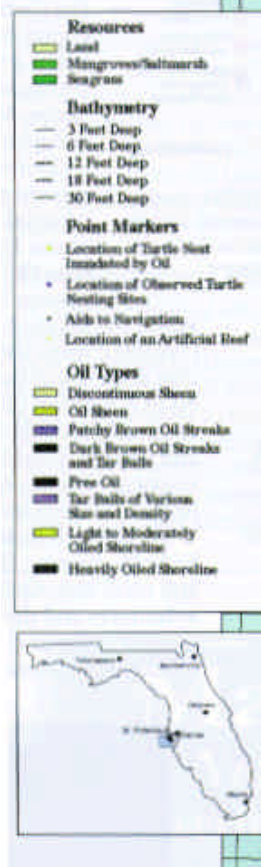 Resources
Land
Mangroves/Saltmarsh
Seagrass
Bathymetry
3 Feet Deep
6 Feet Deep
12 Feet Deep
18 Feet Deep
30 Feet Deep
Point Markers
Location of Turtle Nest
Inundated by Oil
Location of Observed Turtle
Nesting Sites
Aids to Navigation
Location of an Artificial Reef
Oil Types
Discontinuous Sheen
Oil Sheen
Patchy Brown Oil Streaks
Dark Brown Oil Streaks
and Tar Balls
Free Oil
Tar Balls of Various
Size and Density
Light to Moderately
Oiled Shoreline
Heavily Oiled Shoreline